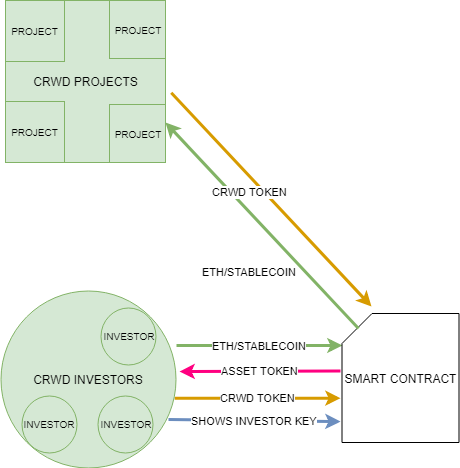 PROJECT
PROJECT
CRWD PROJECTS
PROJECT
PROJECT
CRWD TOKEN
ETH/STABLECOIN
INVESTOR
CRWD INVESTORS
INVESTOR
INVESTOR
ETH/STABLECOIN
ASSET TOKEN
CRWD TOKEN
SHOWS INVESTOR KEY
SMART CONTRACT